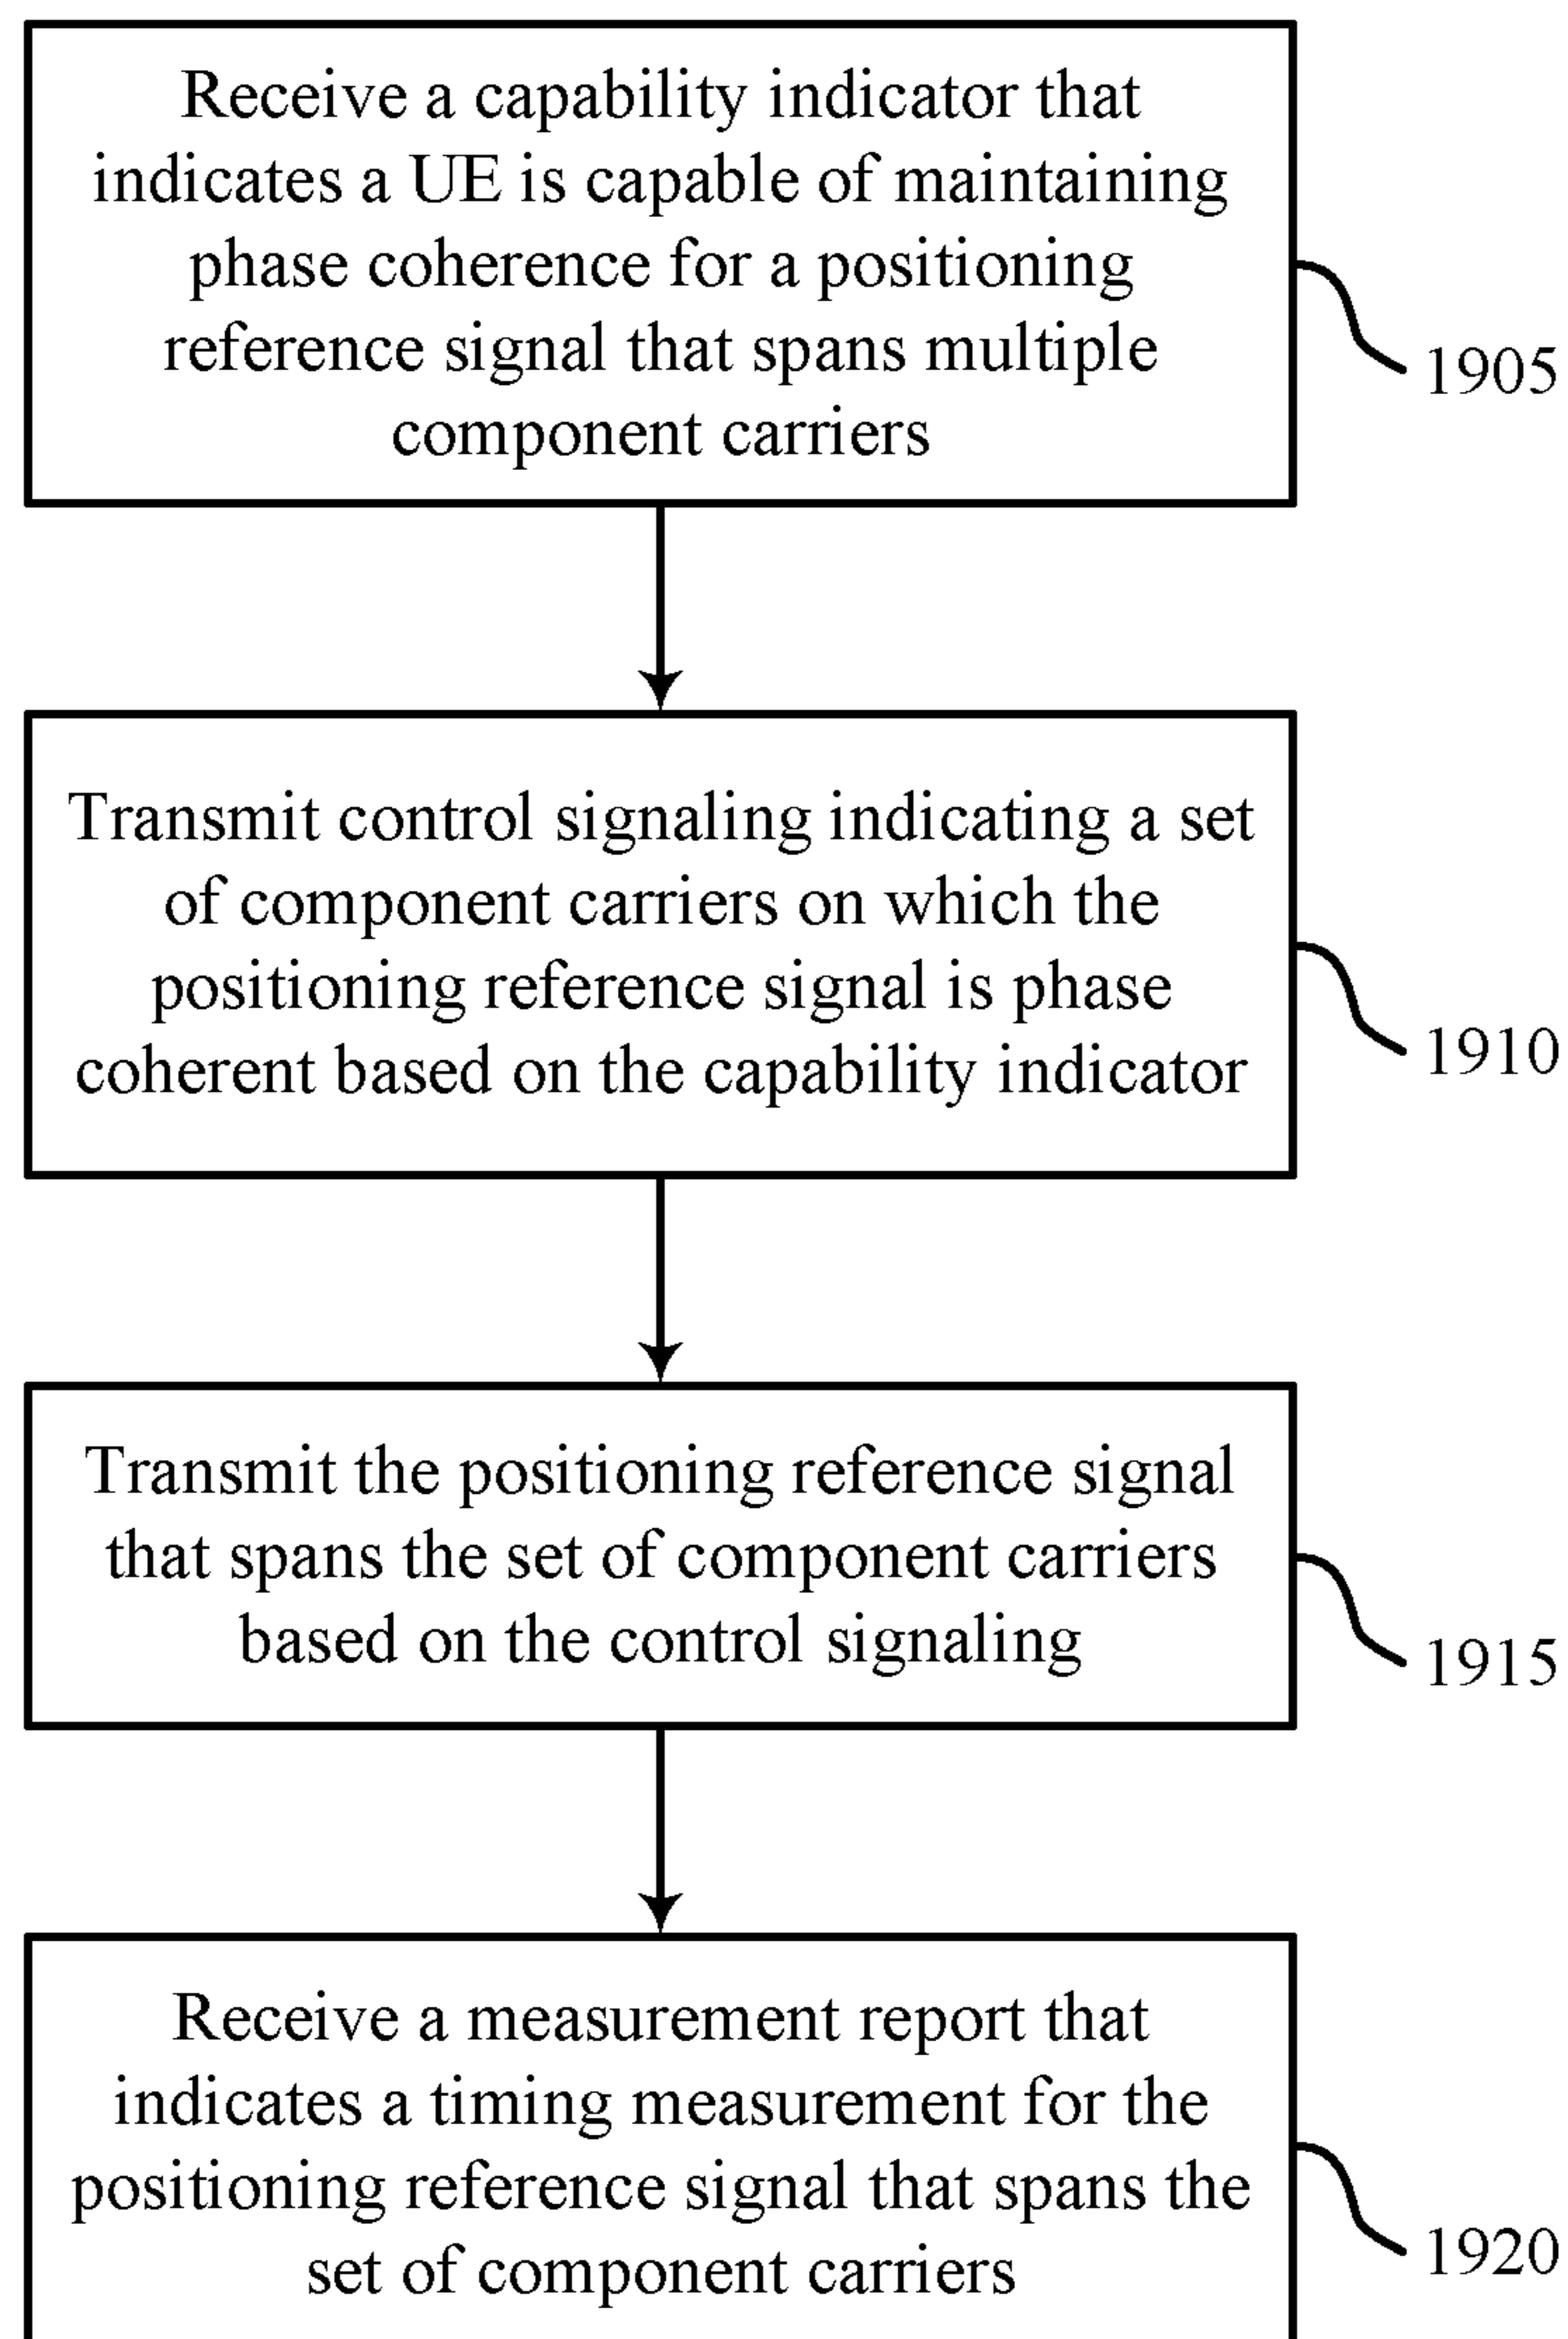 Receive a capability indicator that
indicates a UE is capable of maintaining
phase coherence for a positioning
reference signal that spans multiple
component carriers
1905
Transmit control signaling indicating a set
of component carriers on which the
positioning reference signal is phase
coherent based on the capability indicator
1910
Transmit the positioning reference signal
that spans the set of component carriers
based on the control signaling
1915
Receive a measurement report that
indicates a timing measurement for the
positioning reference signal that spans the
set of component carriers
1920